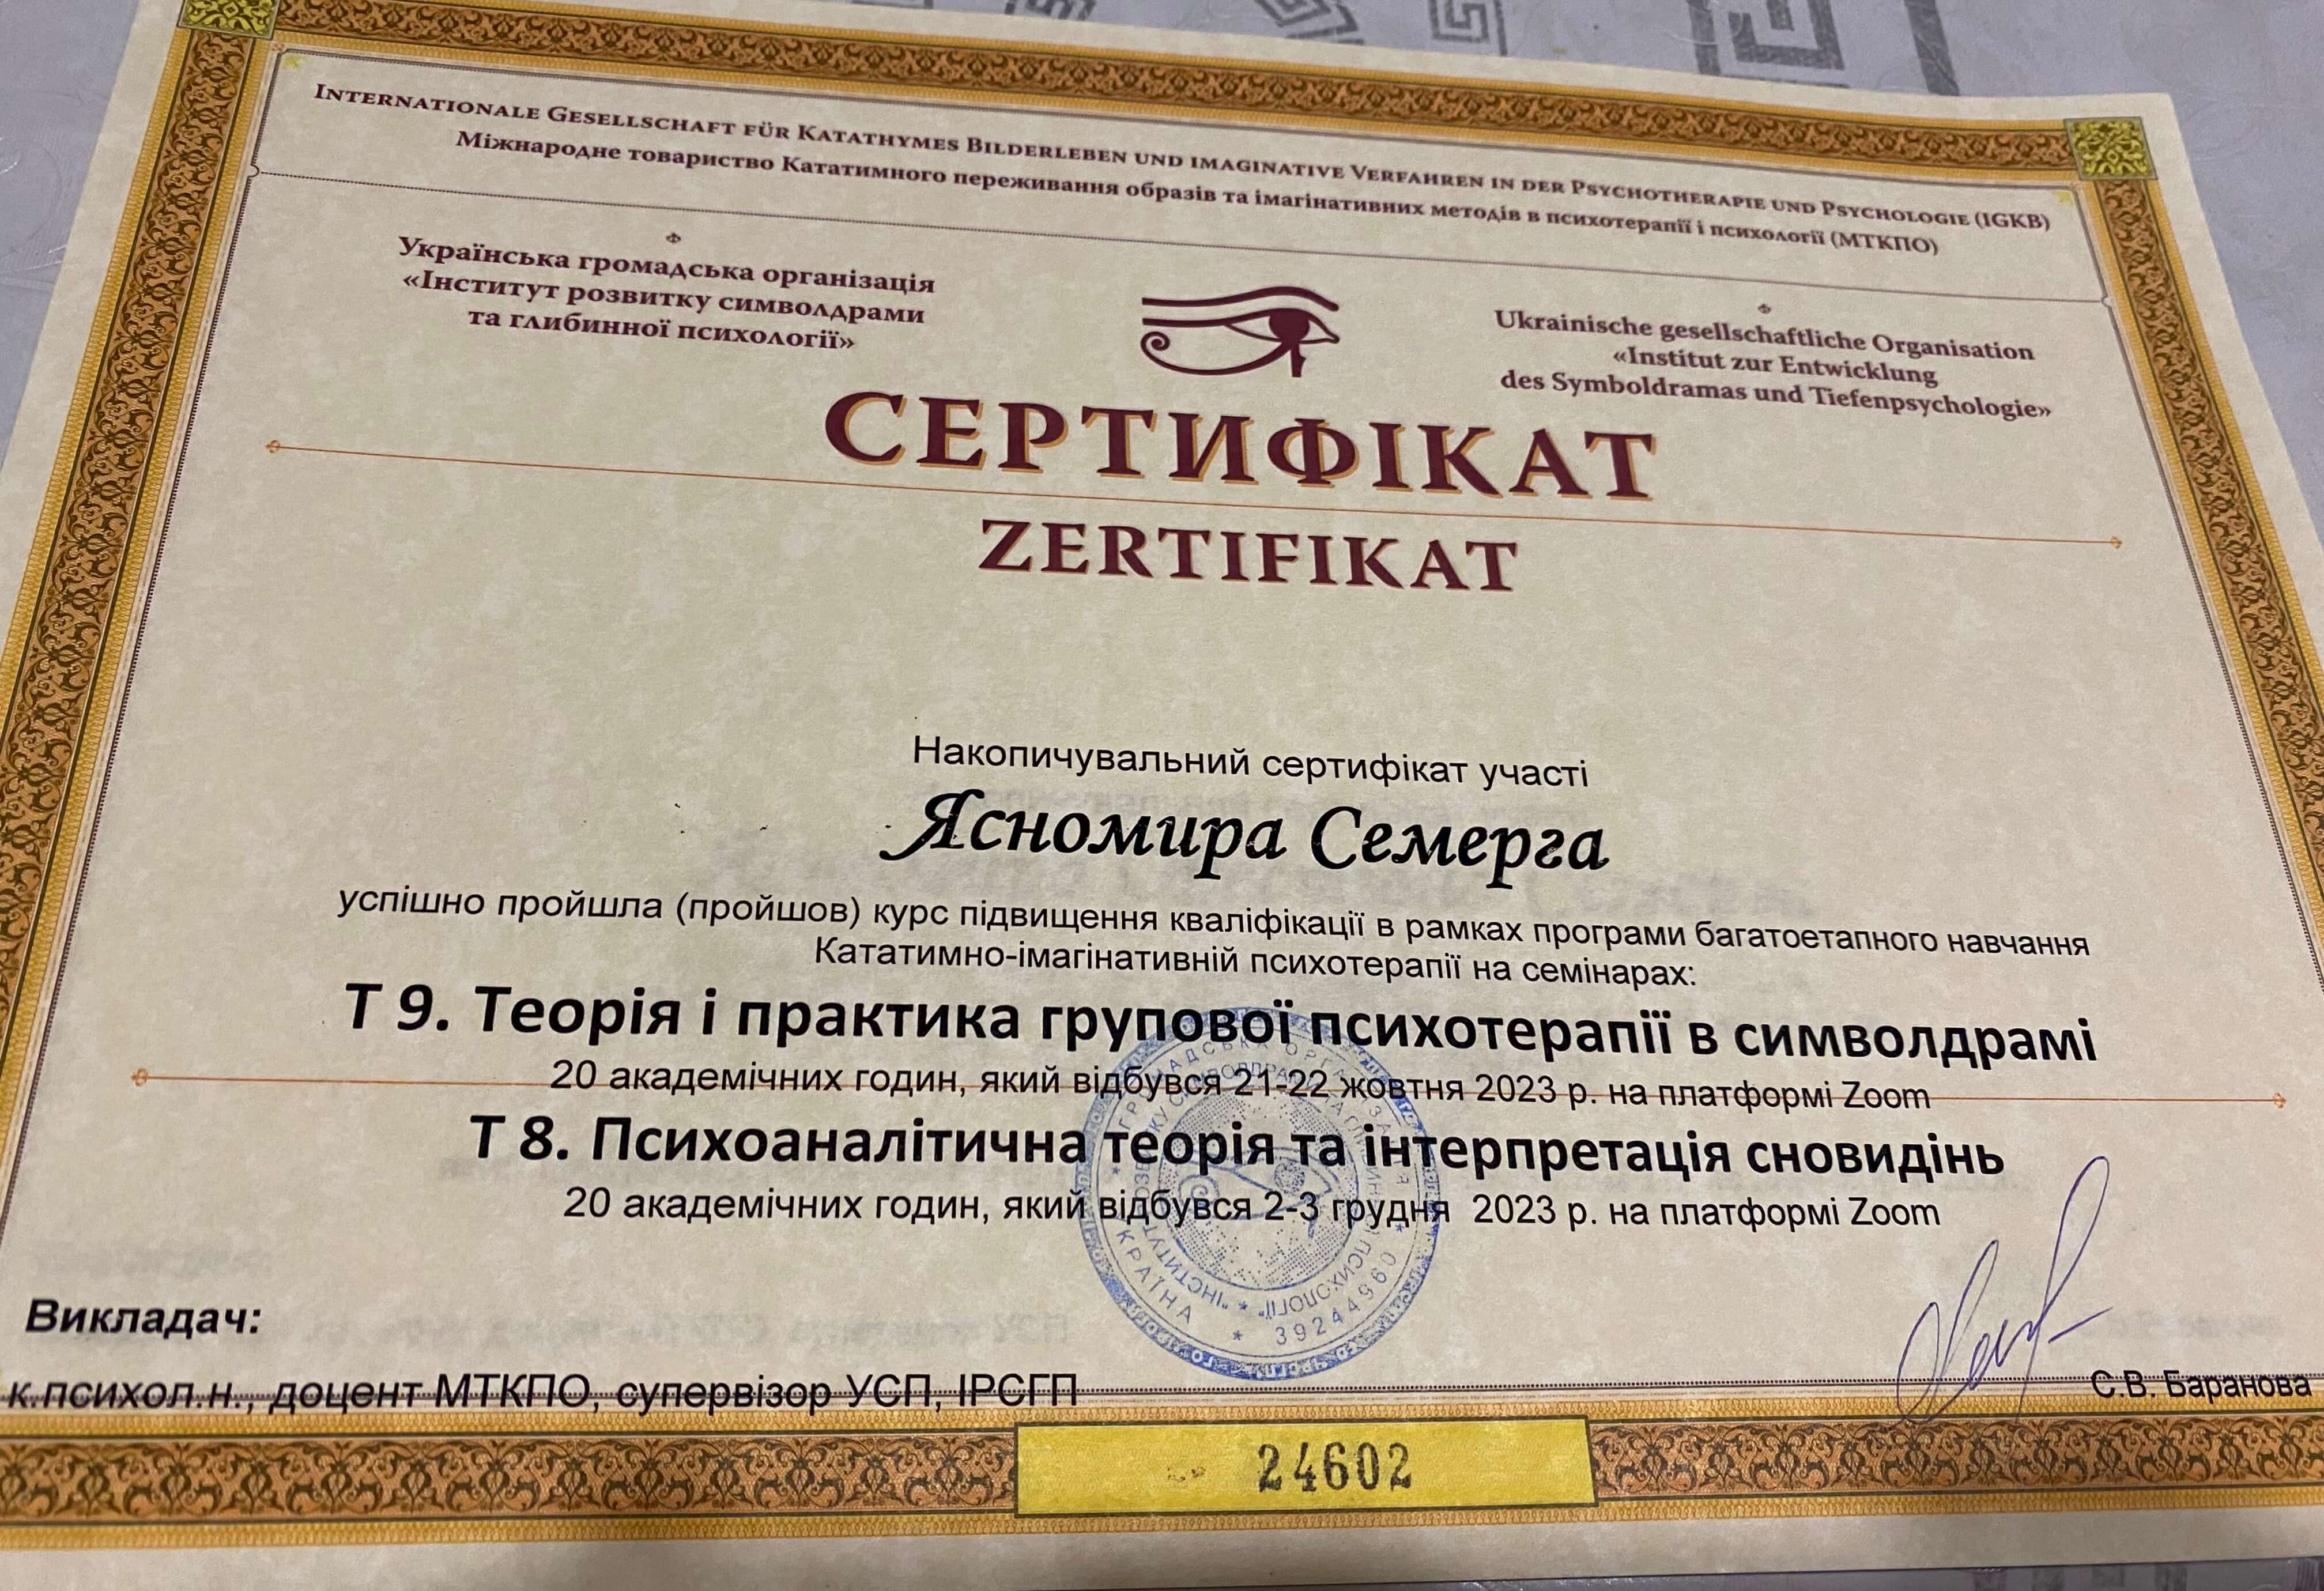 Internationale Gesellschaft für Katathymes Bilderleben und imaginative Verfahren in der Psychotherapie und Psychologie (IGKB)
Міжнародне товариство Кататимного переживання образів та імагінативних методів в психотерапії і психології (МТКПО)
Українська громадська організація
«Інститут розвитку символдрами
та глибинної психології»
Ukrainische gesellschaftliche Organisation
«Institut zur Entwicklung
des Symboldramas und Tiefenpsychologie»
СЕРТИФІКАТ
ZERTIFIKAT
Накопичувальний сертифікат участі
Ясномира Семерга
успішно пройшла (пройшов) курс підвищення кваліфікації в рамках програми багатоетапного навчання
Кататимно-імагінативній психотерапії на семінарах:
Т 9. Теорія і практика групової психотерапії в символдрамі
20 академічних годин, який відбувся 21-22 жовтня 2023 р. на платформі Zoom
Т 8. Психоаналітична теорія та інтерпретація сновидінь
20 академічних годин, який відбувся 2-3 грудня 2023 р. на платформі Zoom
УКРАЇНА * 39244960
Викладач:
к.психол.н., доцент МТКПО, супервізор УСП, ІРСГП
С.В. Баранова
24602